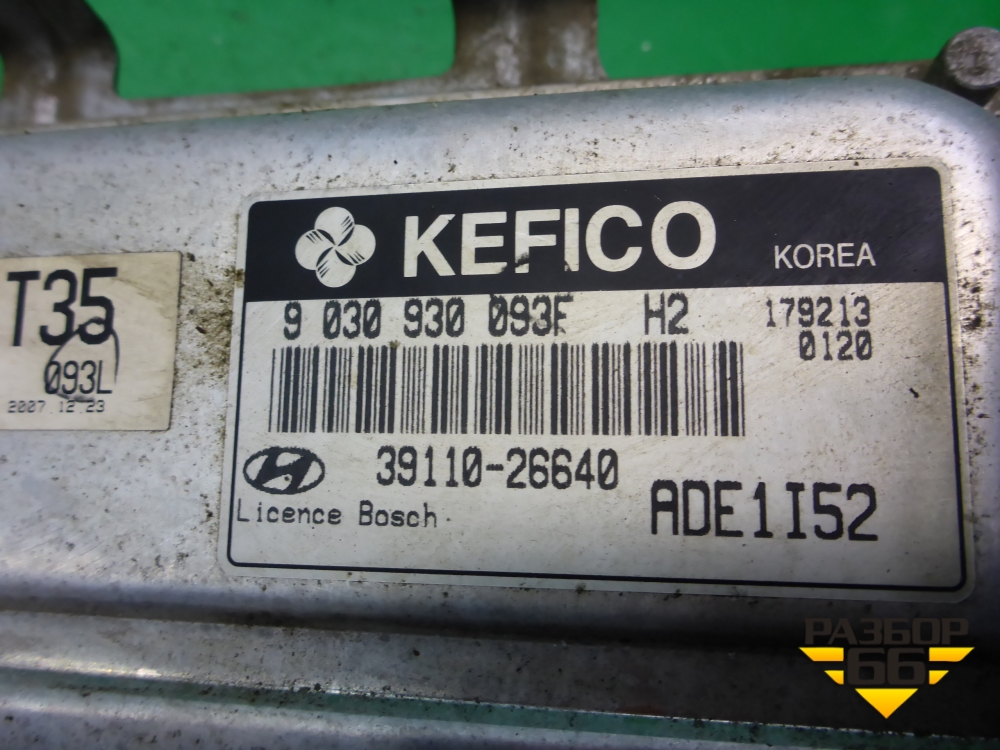 KEFICO
KOREA
9 030 930 093F H2 179213
0120
39110-26640
Licence Bosch
ADE1I52
T35
093L
2007 12 23
РАЗБОР
66